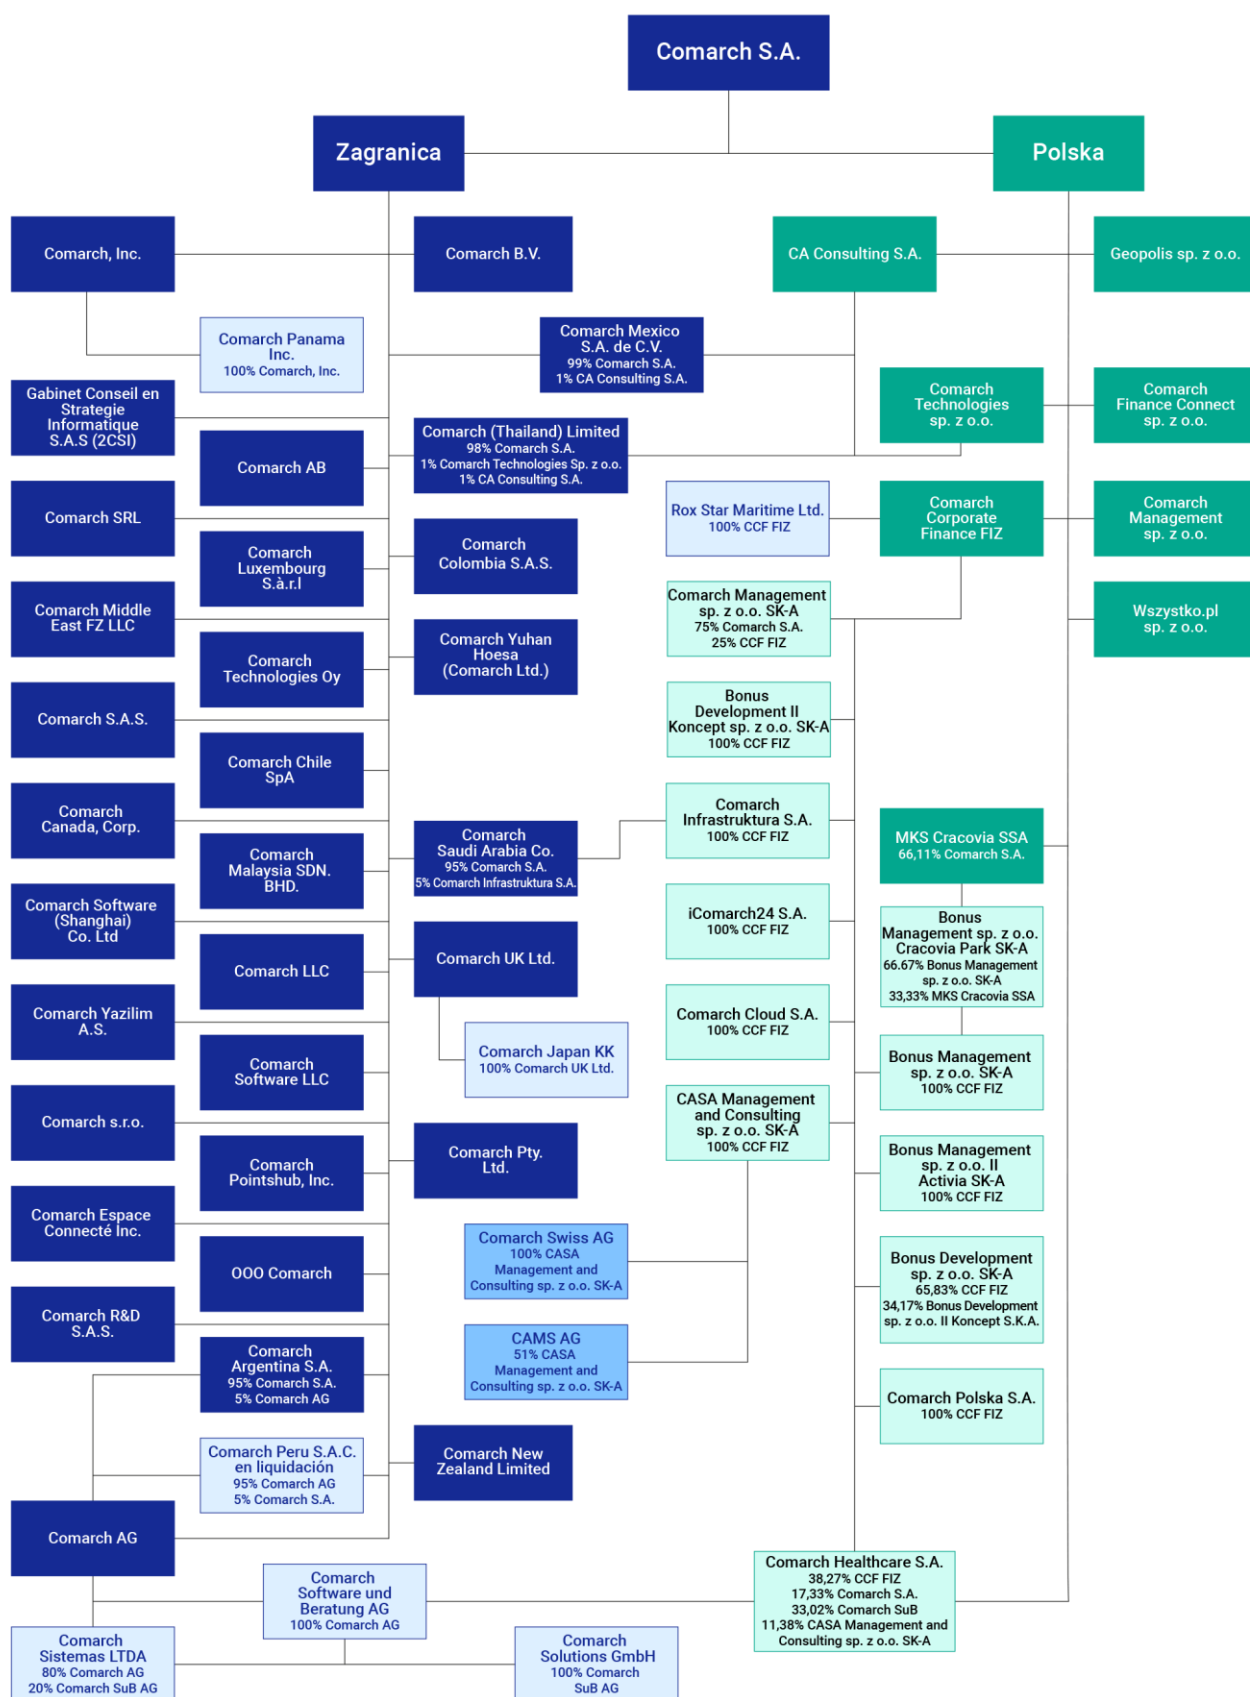 Comarch S.A.
Zagranica
Polska
Comarch, Inc.
Comarch B.V.
CA Consulting S.A.
Geopolis sp. z o.o.
Comarch Panama
Inc.
100% Comarch, Inc.
Comarch Mexico
S.A. de C.V.
99% Comarch S.A.
1% CA Consulting S.A.
Gabinet Conseil en
Strategie
Informatique
S.A.S (2CSI)
Comarch
Technologies
sp. z o.o.
Comarch
Finance Connect
sp. z o.o.
Comarch AB
Comarch (Thailand) Limited
98% Comarch S.A.
1% Comarch Technologies Sp. z o.o.
1% CA Consulting S.A.
Comarch SRL
Rox Star Maritime Ltd.
100% CCF FIZ
Comarch
Corporate
Finance FIZ
Comarch
Management
sp. z o.o.
Comarch
Luxembourg
S.à.r.l
Comarch
Colombia S.A.S.
Comarch Middle
East FZ LLC
Comarch Management
sp. z o.o. SK-A
75% Comarch S.A.
25% CCF FIZ
Wszystko.pl
sp. z o.o.
Comarch
Technologies Oy
Comarch Yuhan
Hoesa
(Comarch Ltd.)
Comarch S.A.S.
Bonus
Development II
Koncept sp. z o.o. SK-A
100% CCF FIZ
Comarch Chile
SpA
Comarch
Canada, Corp.
Comarch
Infrastruktura S.A.
100% CCF FIZ
MKS Cracovia SSA
66,11% Comarch S.A.
Comarch
Malaysia SDN.
BHD.
Comarch
Saudi Arabia Co.
95% Comarch S.A.
5% Comarch Infrastruktura S.A.
Comarch Software
(Shanghai)
Co. Ltd
iComarch24 S.A.
100% CCF FIZ
Bonus
Management sp. z o.o.
Cracovia Park SK-A
66.67% Bonus Management
sp. z o.o. SK-A
33,33% MKS Cracovia SSA
Comarch LLC
Comarch UK Ltd.
Comarch Yazilim
A.S.
Comarch Cloud S.A.
100% CCF FIZ
Comarch
Software LLC
Comarch Japan KK
100% Comarch UK Ltd.
Bonus Management
sp. z o.o. SK-A
100% CCF FIZ
Comarch s.r.o.
CASA Management
and Consulting
sp. z o.o. SK-A
100% CCF FIZ
Comarch
Pointshub, Inc.
Comarch Pty.
Ltd.
Bonus Management
sp. z o.o. II
Activia SK-A
100% CCF FIZ
Comarch Espace
Connecté Inc.
Comarch Swiss AG
100% CASA
Management and
Consulting sp. z o.o. SK-A
OOO Comarch
Bonus Development
sp. z o.o. SK-A
65,83% CCF FIZ
34,17% Bonus Development
sp. z o.o. II Koncept S.K.A.
Comarch R&D
S.A.S.
CAMS AG
51% CASA
Management and
Consulting sp. z o.o. SK-A
Comarch
Argentina S.A.
95% Comarch S.A.
5% Comarch AG
Comarch Polska S.A.
100% CCF FIZ
Comarch Peru S.A.C.
en liquidación
95% Comarch AG
5% Comarch S.A.
Comarch New
Zealand Limited
Comarch AG
Comarch
Software und
Beratung AG
100% Comarch AG
Comarch Healthcare S.A.
38,27% CCF FIZ
17,33% Comarch S.A.
33,02% Comarch SuB
11,38% CASA Management and
Consulting sp. z o.o. SK-A
Comarch
Sistemas LTDA
80% Comarch AG
20% Comarch SuB AG
Comarch
Solutions GmbH
100% Comarch
SuB AG